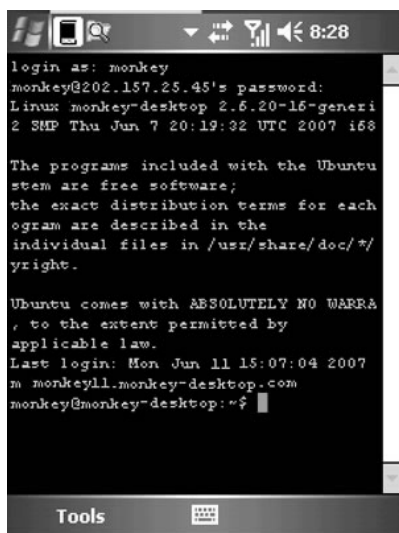 8:28
login as: monkey
monkey@202.157.25.45's password:
Linux monkey-desktop 2.6.20-16-generi
2 SMP Thu Jun 7 20:19:32 UTC 2007 i68
The programs included with the Ubuntu
stem are free software;
the exact distribution terms for each
ogram are described in the
individual files in /usr/share/doc/*/
yright.
Ubuntu comes with ABSOLUTELY NO WARRA
, to the extent permitted by
applicable law.
Last login: Mon Jun 11 15:07:04 2007
m monkey11.monkey-desktop.com
monkey@monkey-desktop:~$
Tools